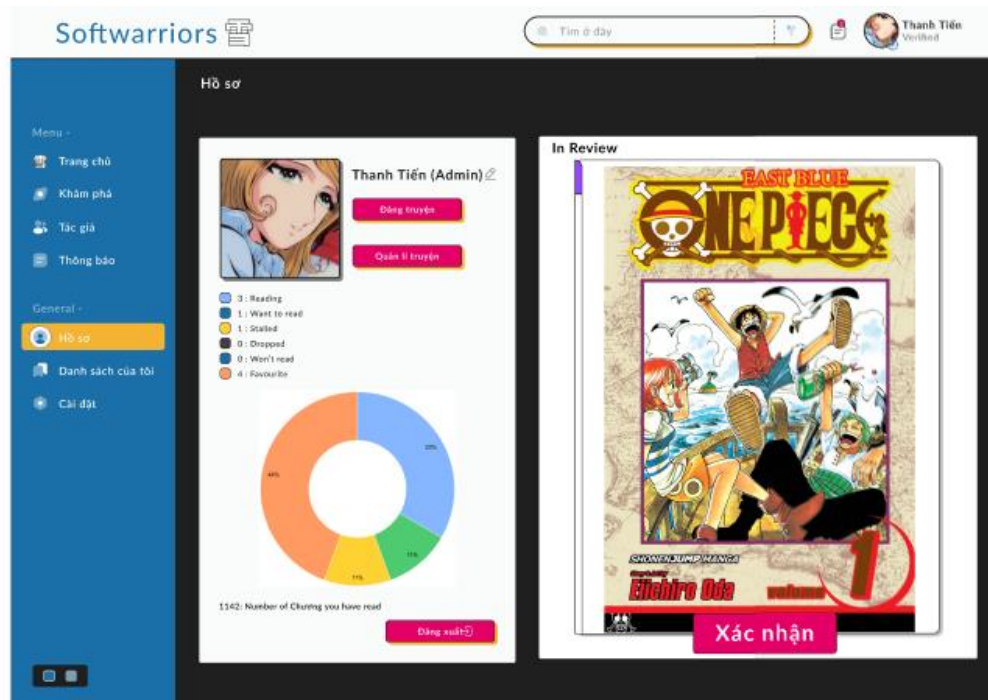 Softwarriors
Tìm ở đây
Thanh Tiến
Verified
Hồ sơ
Menu -
Trang chủ
Khám phá
Tác giả
Thông báo
General -
Hồ sơ
Danh sách của tôi
Cài đặt
Thanh Tiến (Admin)
Đăng truyện
Quản lí truyện
3 : Reading
1 : Want to read
1 : Stalled
0 : Dropped
0 : Won't read
4 : Favourite
33%
44%
11%
11%
1142: Number of Chương you have read
Đăng xuất
In Review
EAST BLUE
ONE PIECE
SHONEN JUMP MANGA
Eiichiro Oda
volume 1
Xác nhận